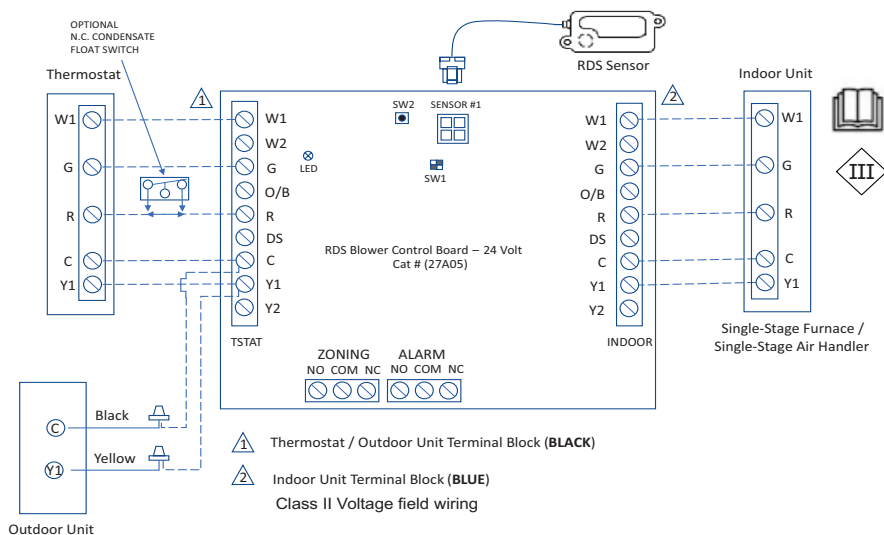 OPTIONAL
N.C. CONDENSATE
FLOAT SWITCH
Thermostat
W1
G
R
C
Y1
1
W1
W2
G
O/B
R
DS
C
Y1
Y2
TSTAT
LED
SW2
SENSOR #1
SW1
RDS Sensor
RDS Blower Control Board – 24 Volt
Cat # (27A05)
ZONING
NO COM NC
ALARM
NO COM NC
2
W1
W2
G
O/B
R
DS
C
Y1
Y2
INDOOR
Indoor Unit
W1
G
R
C
Y1
Single-Stage Furnace /
Single-Stage Air Handler
III
C
Black
Y1
Yellow
Outdoor Unit
1 Thermostat / Outdoor Unit Terminal Block (BLACK)
2 Indoor Unit Terminal Block (BLUE)
Class II Voltage field wiring